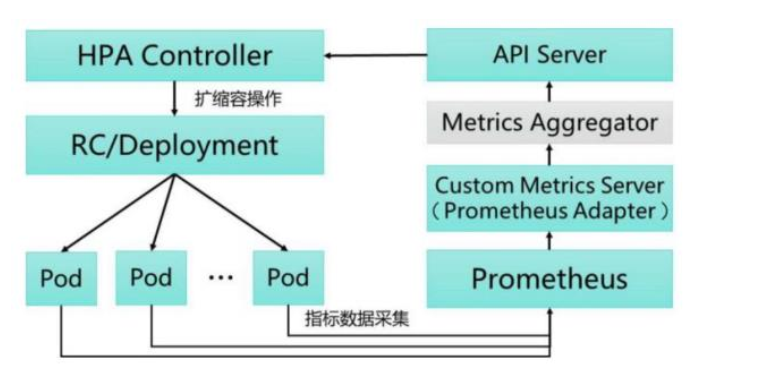 HPA Controller
API Server
扩缩容操作
Metrics Aggregator
RC/Deployment
Custom Metrics Server
（Prometheus Adapter）
Pod
Pod
...
Pod
Prometheus
指标数据采集